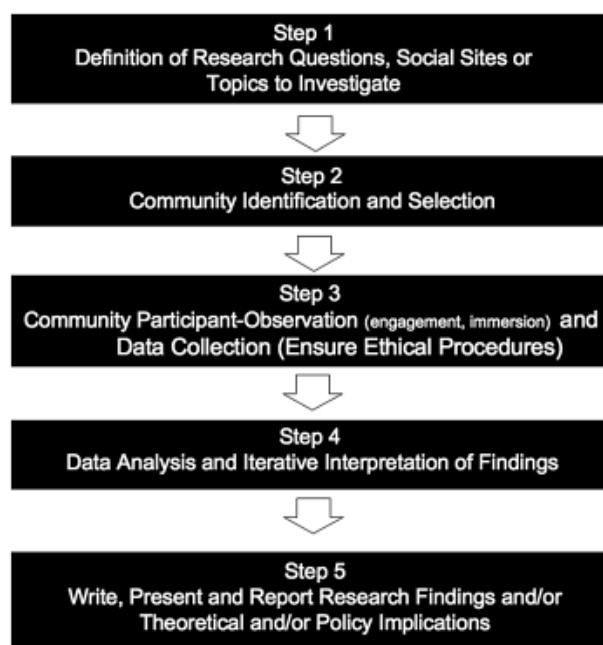 Step 1
Definition of Research Questions, Social Sites or
Topics to Investigate
Step 2
Community Identification and Selection
Step 3
Community Participant-Observation (engagement, immersion) and
Data Collection (Ensure Ethical Procedures)
Step 4
Data Analysis and Iterative Interpretation of Findings
Step 5
Write, Present and Report Research Findings and/or
Theoretical and/or Policy Implications